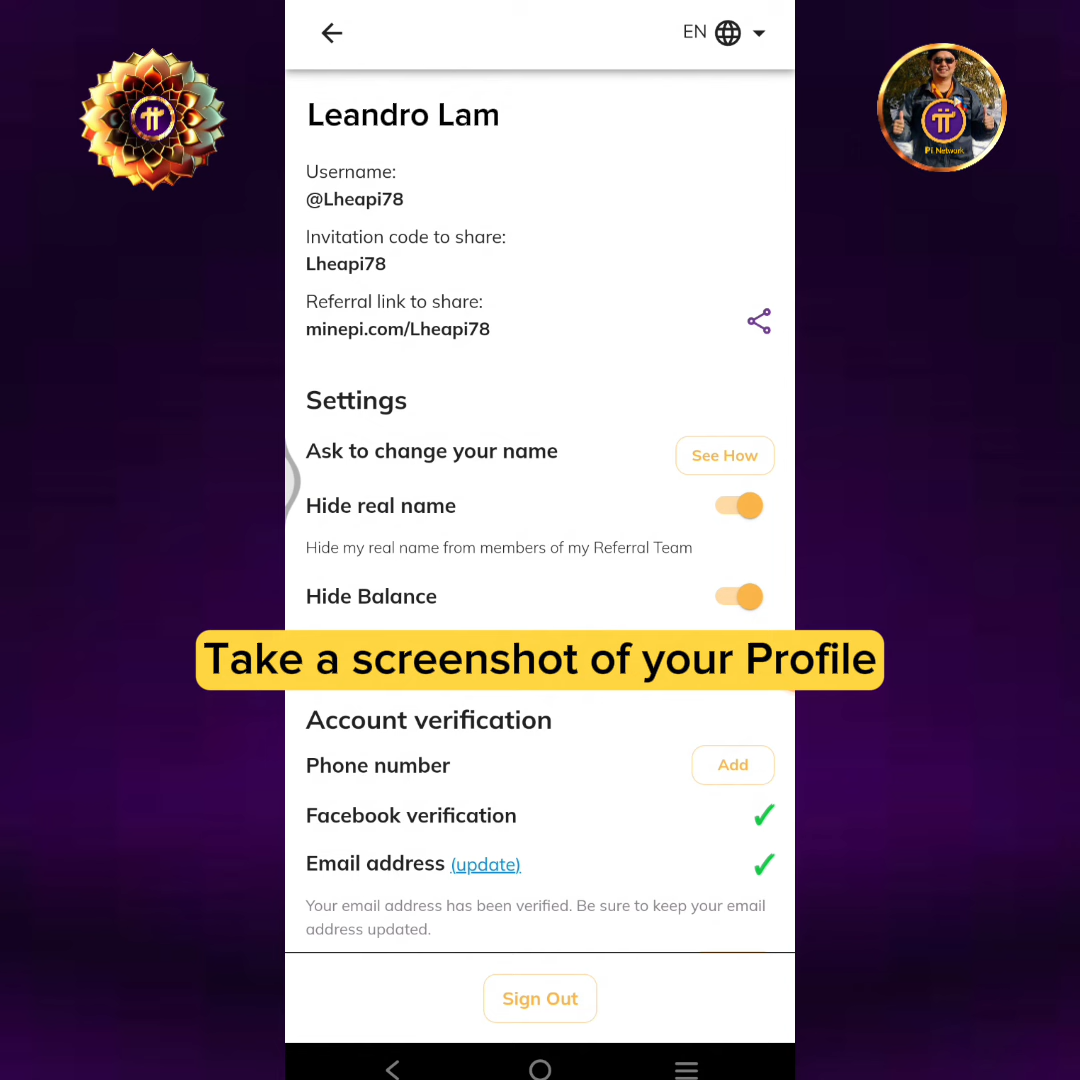 EN
Leandro Lam
Username:
@Lheapi78
Invitation code to share:
Lheapi78
Referral link to share:
minepi.com/Lheapi78
Settings
Ask to change your name
See How
Hide real name
Hide my real name from members of my Referral Team
Hide Balance
Take a screenshot of your Profile
Account verification
Phone number
Add
Facebook verification
Email address (update)
Your email address has been verified. Be sure to keep your email
address updated.
Sign Out
Pi Network